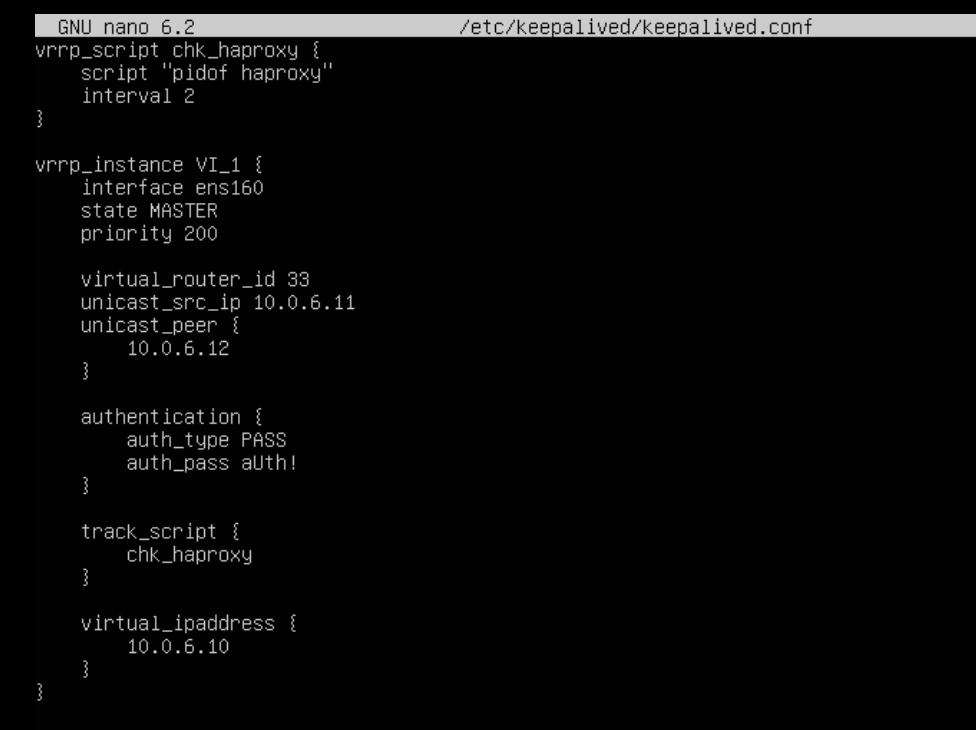 GNU nano 6.2 /etc/keepalived/keepalived.conf
vrrp_script chk_haproxy {
script "pidof haproxy"
interval 2
}
vrrp_instance VI_1 {
interface ens160
state MASTER
priority 200
virtual_router_id 33
unicast_src_ip 10.0.6.11
unicast_peer {
10.0.6.12
}
authentication {
auth_type PASS
auth_pass aUth!
}
track_script {
chk_haproxy
}
virtual_ipaddress {
10.0.6.10
}
}